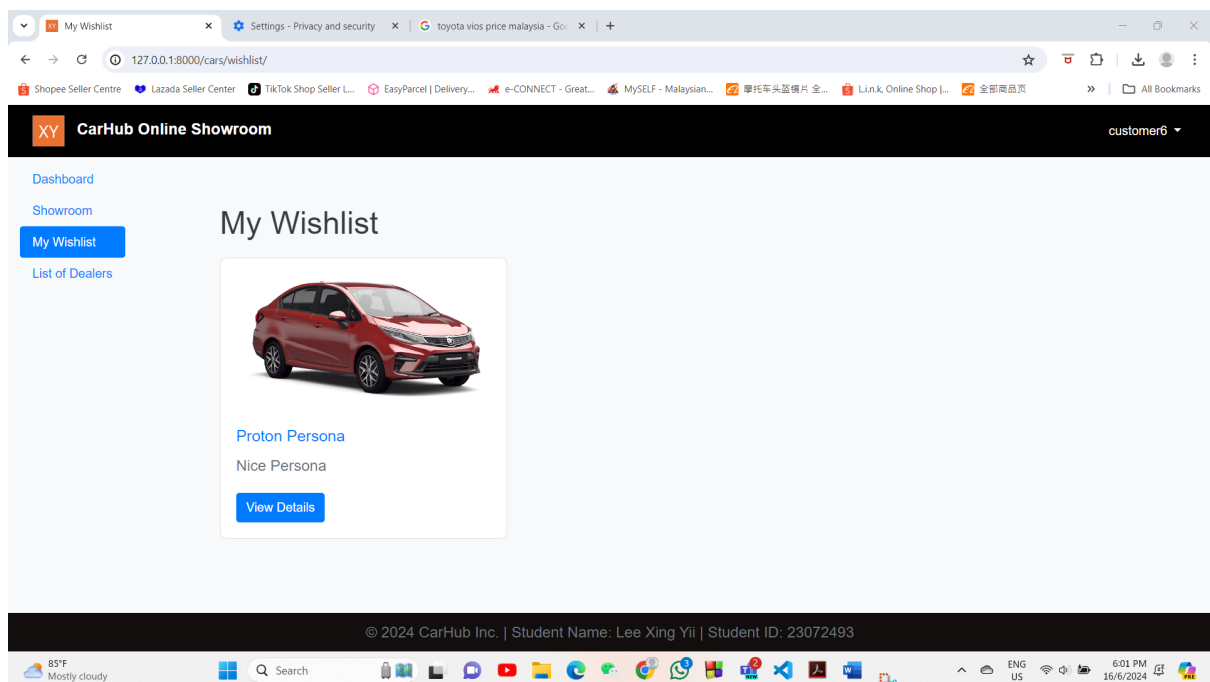 My Wishlist
Settings - Privacy and security
toyota vios price malaysia - Goo
127.0.0.1:8000/cars/wishlist/
Shopee Seller Centre
Lazada Seller Center
TikTok Shop Seller L...
EasyParcel | Delivery...
e-CONNECT - Great...
MySELF - Malaysian...
摩托车头盔镜片 全...
L.i.n.k, Online Shop |...
全部商品页
All Bookmarks
XY
CarHub Online Showroom
customer6
Dashboard
Showroom
My Wishlist
List of Dealers
My Wishlist
Proton Persona
Nice Persona
View Details
© 2024 CarHub Inc. | Student Name: Lee Xing Yii | Student ID: 23072493
85°F
Mostly cloudy
Search
ENG
US
6:01 PM
16/6/2024